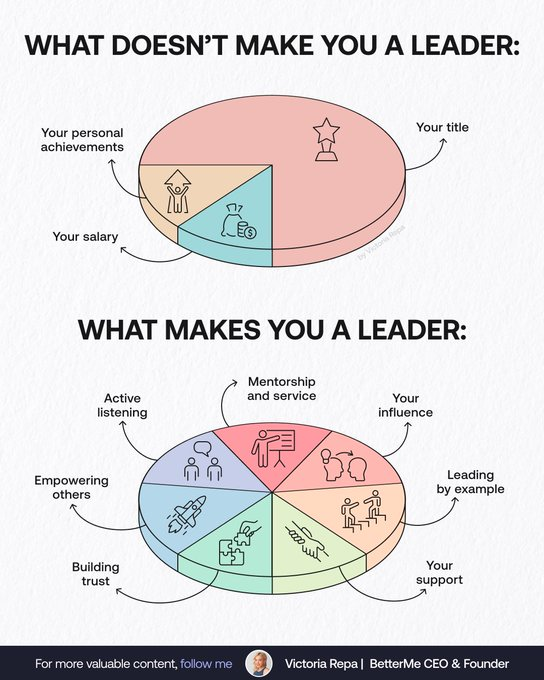 WHAT DOESN'T MAKE YOU A LEADER:
Your personal
achievements
Your title
Your salary
by Victoria Repa
WHAT MAKES YOU A LEADER:
Mentorship
and service
Active
listening
Your
influence
Empowering
others
Leading
by example
Building
trust
Your
support
For more valuable content, follow me
Victoria Repa | BetterMe CEO & Founder